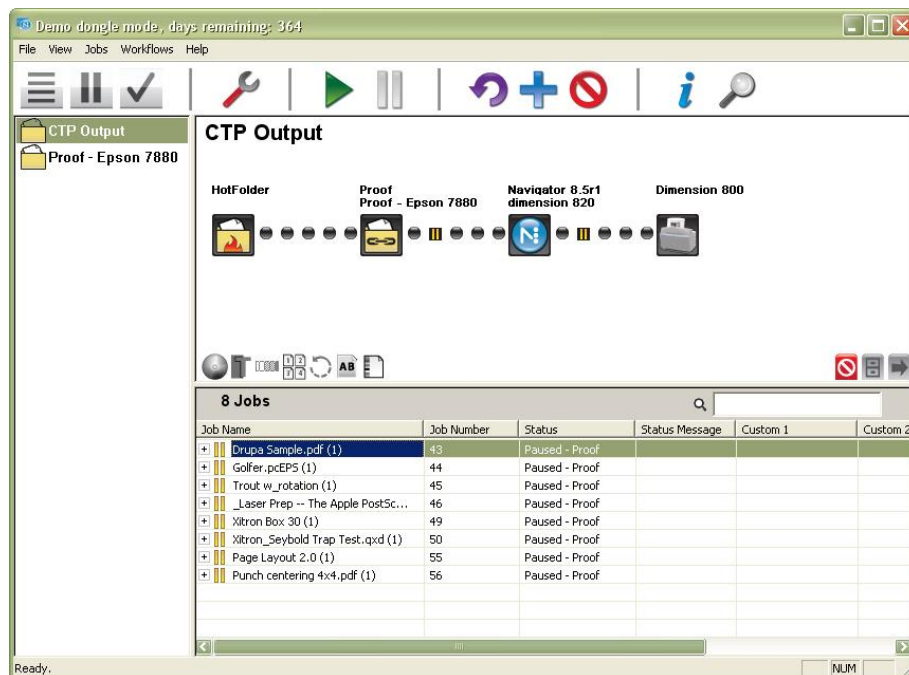 Demo dongle mode, days remaining: 364
File View Jobs Workflows Help
CTP Output
Proof - Epson 7880
CTP Output
HotFolder
Proof
Proof - Epson 7880
Navigator 8.5r1
dimension 820
Dimension 800
1 2
3 4
AB
8 Jobs
Job Name Job Number Status Status Message Custom 1 Custom 2
Drupa Sample.pdf (1) 43 Paused - Proof
Golfer.pcEPS (1) 44 Paused - Proof
Trout w_rotation (1) 45 Paused - Proof
_Laser Prep -- The Apple PostSc... 46 Paused - Proof
Xitron Box 30 (1) 49 Paused - Proof
Xitron_Seybold Trap Test.qxd (1) 50 Paused - Proof
Page Layout 2.0 (1) 55 Paused - Proof
Punch centering 4x4.pdf (1) 56 Paused - Proof
Ready. NUM